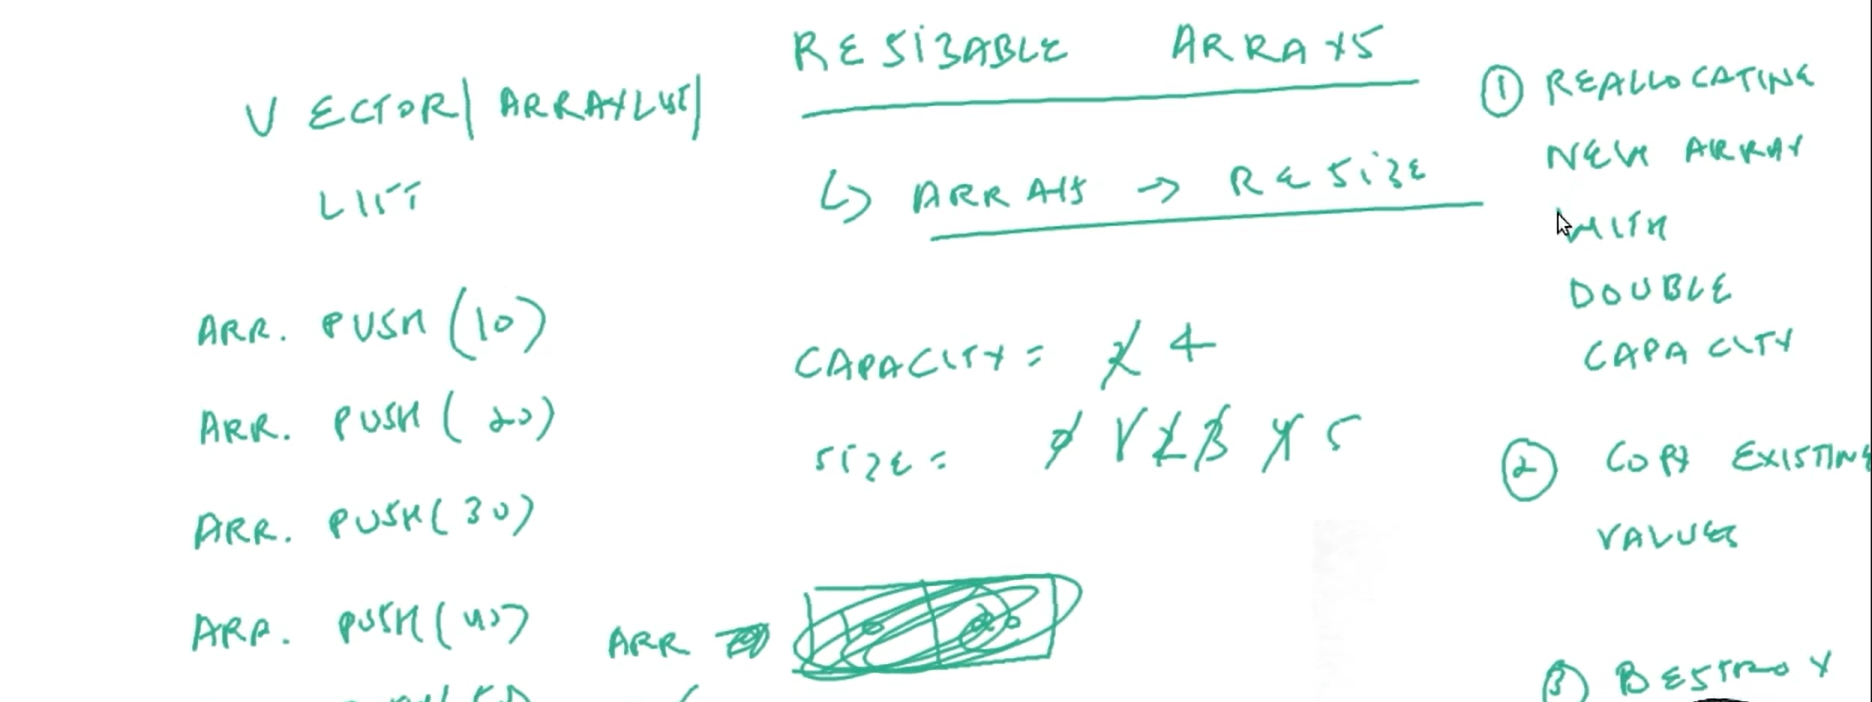 RESIZABLE ARRAYS
VECTOR/ ARRAYLIST/
LIST
↳ ARRAYS → RESIZE
① REALLOCATING
NEW ARRAY
WITH
DOUBLE
CAPACITY
ARR. PUSH (10)
ARR. PUSH ( 20)
ARR. PUSH( 30)
ARR. PUSH( 40)
CAPACITY = 2 4
SIZE = 0 1 2 3 4 5
ARR
② COPY EXISTING
VALUES
③ DESTROY